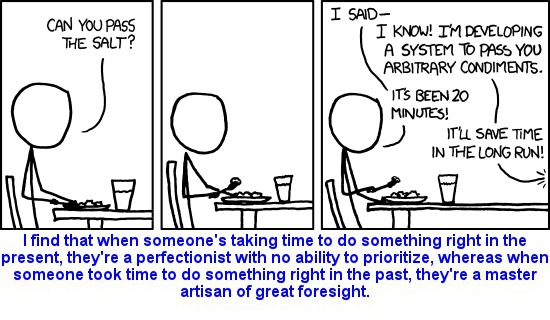 CAN YOU PASS
THE SALT?
I SAID—
I KNOW! I'M DEVELOPING
A SYSTEM TO PASS YOU
ARBITRARY CONDIMENTS.
IT'S BEEN 20
MINUTES!
IT'LL SAVE TIME
IN THE LONG RUN!
I find that when someone's taking time to do something right in the
present, they're a perfectionist with no ability to prioritize, whereas when
someone took time to do something right in the past, they're a master
artisan of great foresight.